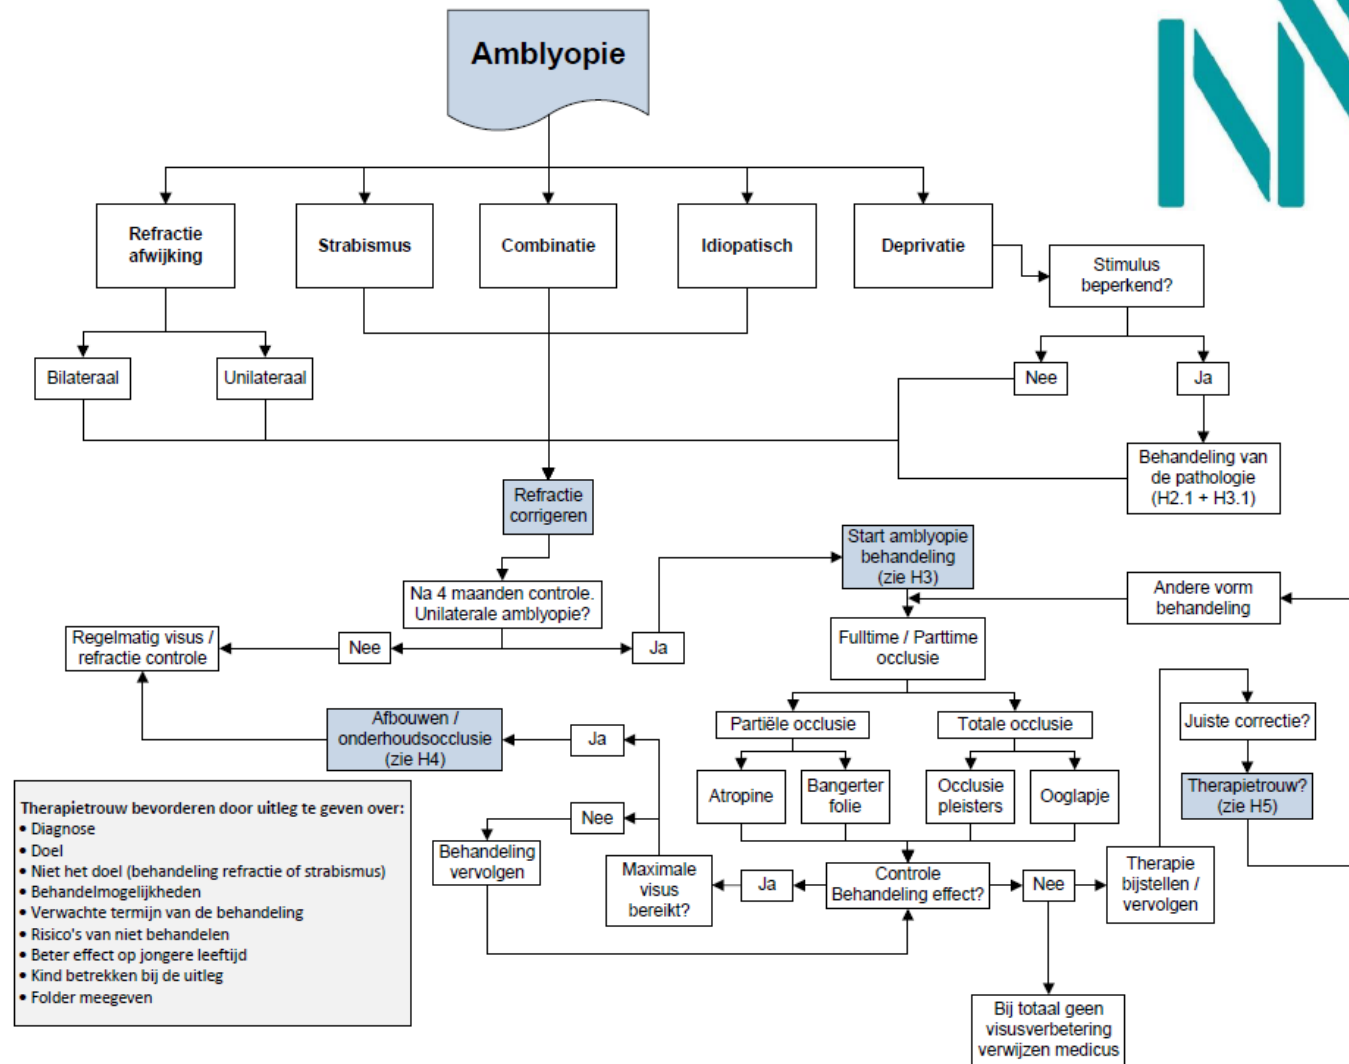 Amblyopie
Refractie
afwijking
Strabismus
Combinatie
Idiopatisch
Deprivatie
Stimulus
beperkend?
Bilateraal
Unilateraal
Nee
Ja
Behandeling van
de pathologie
(H2.1 + H3.1)
Refractie
corrigeren
Start amblyopie
behandeling
(zie H3)
Na 4 maanden controle.
Unilaterale amblyopie?
Andere vorm
behandeling
Regelmatig visus /
refractie controle
Nee
Ja
Fulltime / Parttime
occlusie
Afbouwen /
onderhoudsocclusie
(zie H4)
Ja
Partiële occlusie
Totale occlusie
Juiste correctie?
Atropine
Bangerter
folie
Occlusie
pleisters
Ooglapje
Therapietrouw?
(zie H5)
Nee
Behandeling
vervolgen
Maximale
visus
bereikt?
Ja
Controle
Behandeling effect?
Nee
Therapie
bijstellen /
vervolgen
Therapietrouw bevorderen door uitleg te geven over:
• Diagnose
• Doel
• Niet het doel (behandeling refractie of strabismus)
• Behandelmogelijkheden
• Verwachte termijn van de behandeling
• Risico's van niet behandelen
• Beter effect op jongere leeftijd
• Kind betrekken bij de uitleg
• Folder meegeven
Bij totaal geen
visusverbetering
verwijzen medicus